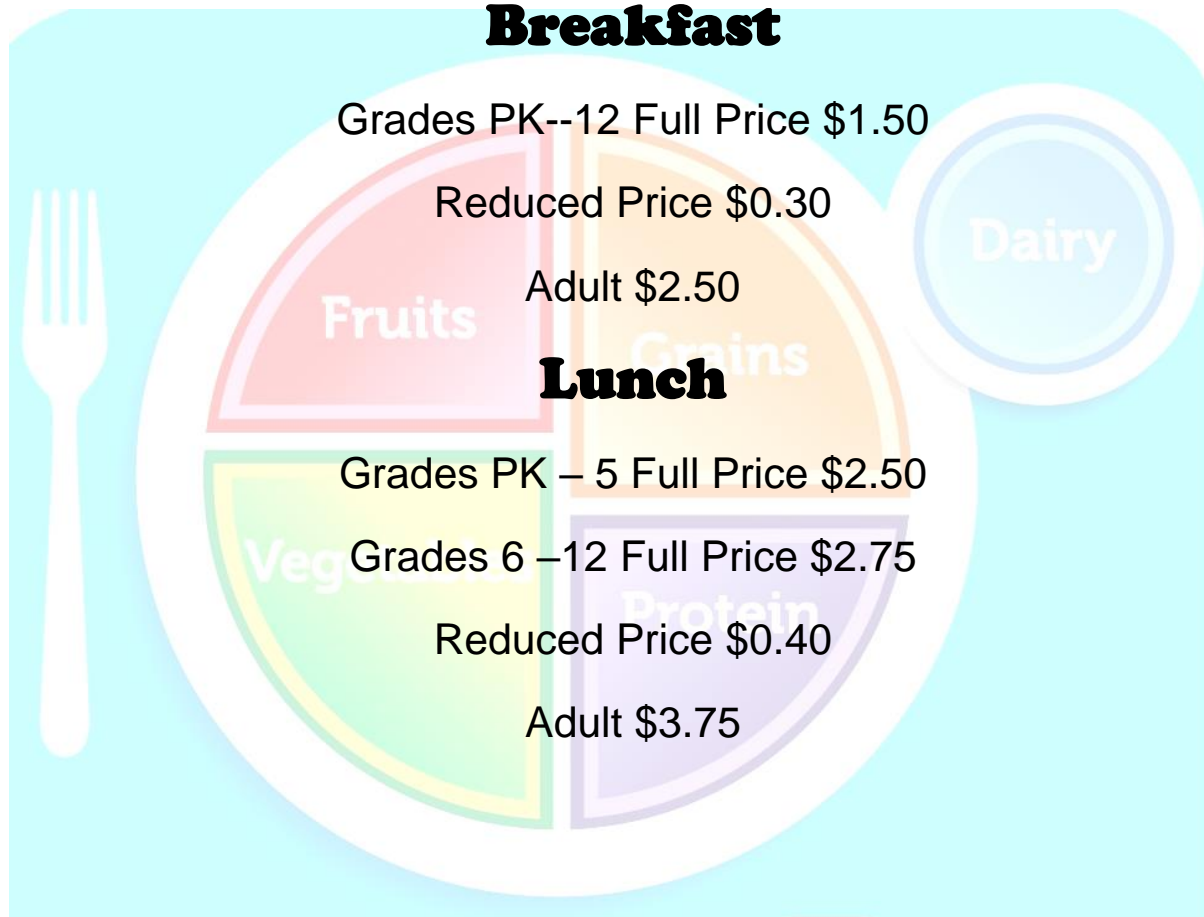 Breakfast
Grades PK--12 Full Price $1.50
Reduced Price $0.30
Dairy
Adult $2.50
Fruits
Grains
Lunch
Grades PK – 5 Full Price $2.50
Grades 6 –12 Full Price $2.75
Vegetables
Protein
Reduced Price $0.40
Adult $3.75